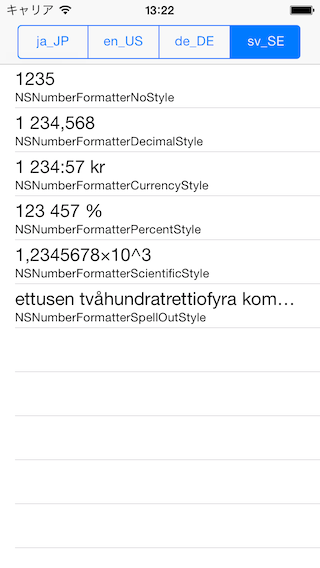 キャリア 13:22
ja_JP en_US de_DE sv_SE
1235
NSNumberFormatterNoStyle
1 234,568
NSNumberFormatterDecimalStyle
1 234:57 kr
NSNumberFormatterCurrencyStyle
123 457 %
NSNumberFormatterPercentStyle
1,2345678×10^3
NSNumberFormatterScientificStyle
ettusen tvåhundratrettiofyra kom…
NSNumberFormatterSpellOutStyle